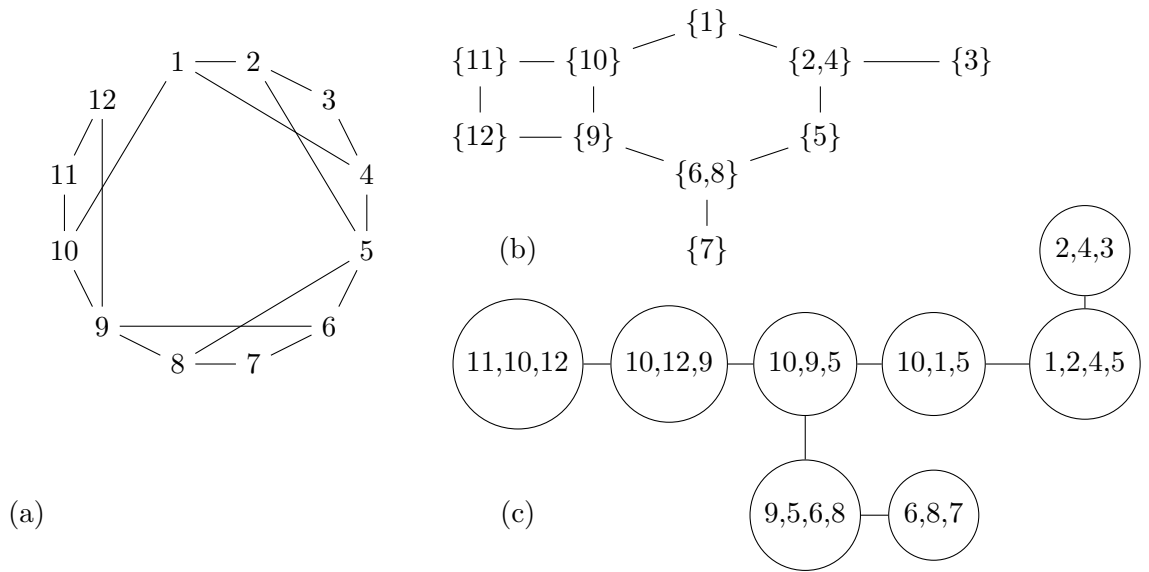 1 2
12 3
11 4
10 5
9 6
8 7
(a)
{1}
{11} {10} {2,4} {3}
{12} {9} {5}
{6,8}
{7}
(b)
2,4,3
11,10,12 10,12,9 10,9,5 10,1,5 1,2,4,5
9,5,6,8 6,8,7
(c)